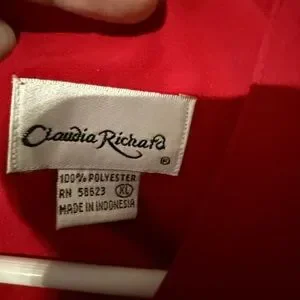 Claudia Richard ®
100% POLYESTER
RN 58623 XL
MADE IN INDONESIA